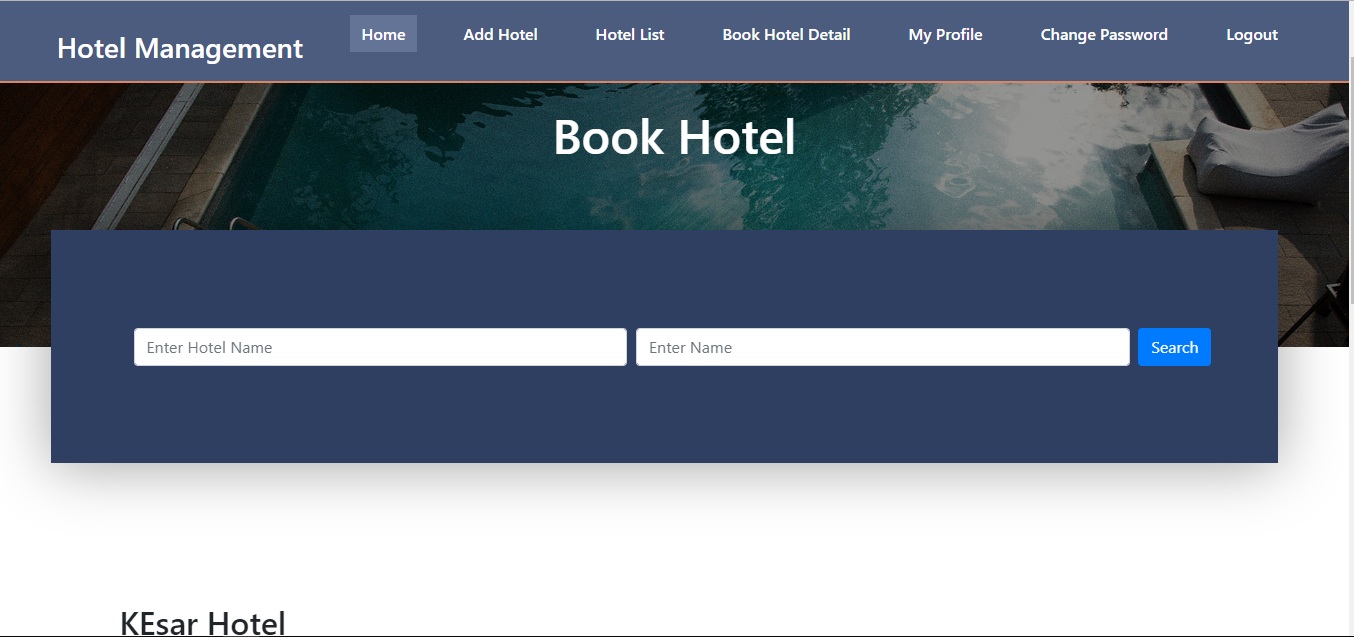 Hotel Management
Home
Add Hotel
Hotel List
Book Hotel Detail
My Profile
Change Password
Logout
Book Hotel
Enter Hotel Name
Enter Name
Search
KEsar Hotel